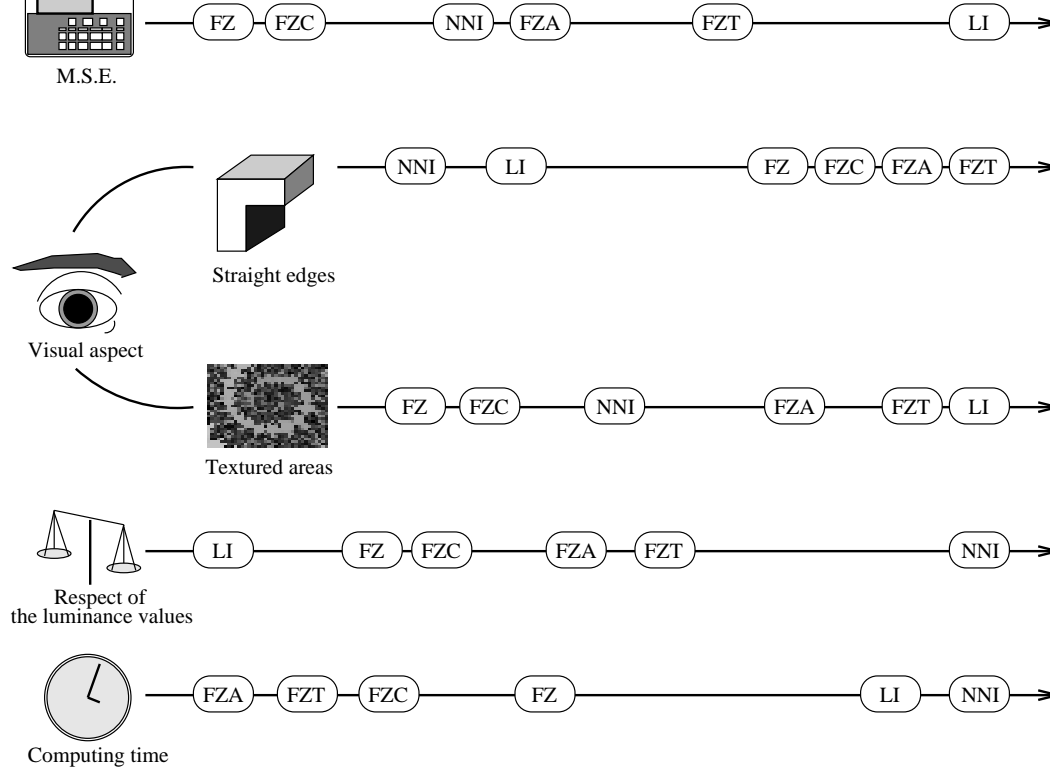 FZ FZC NNI FZA FZT LI
M.S.E.
NNI LI FZ FZC FZA FZT
Straight edges
Visual aspect
FZ FZC NNI FZA FZT LI
Textured areas
LI FZ FZC FZA FZT NNI
Respect of
the luminance values
FZA FZT FZC FZ LI NNI
Computing time